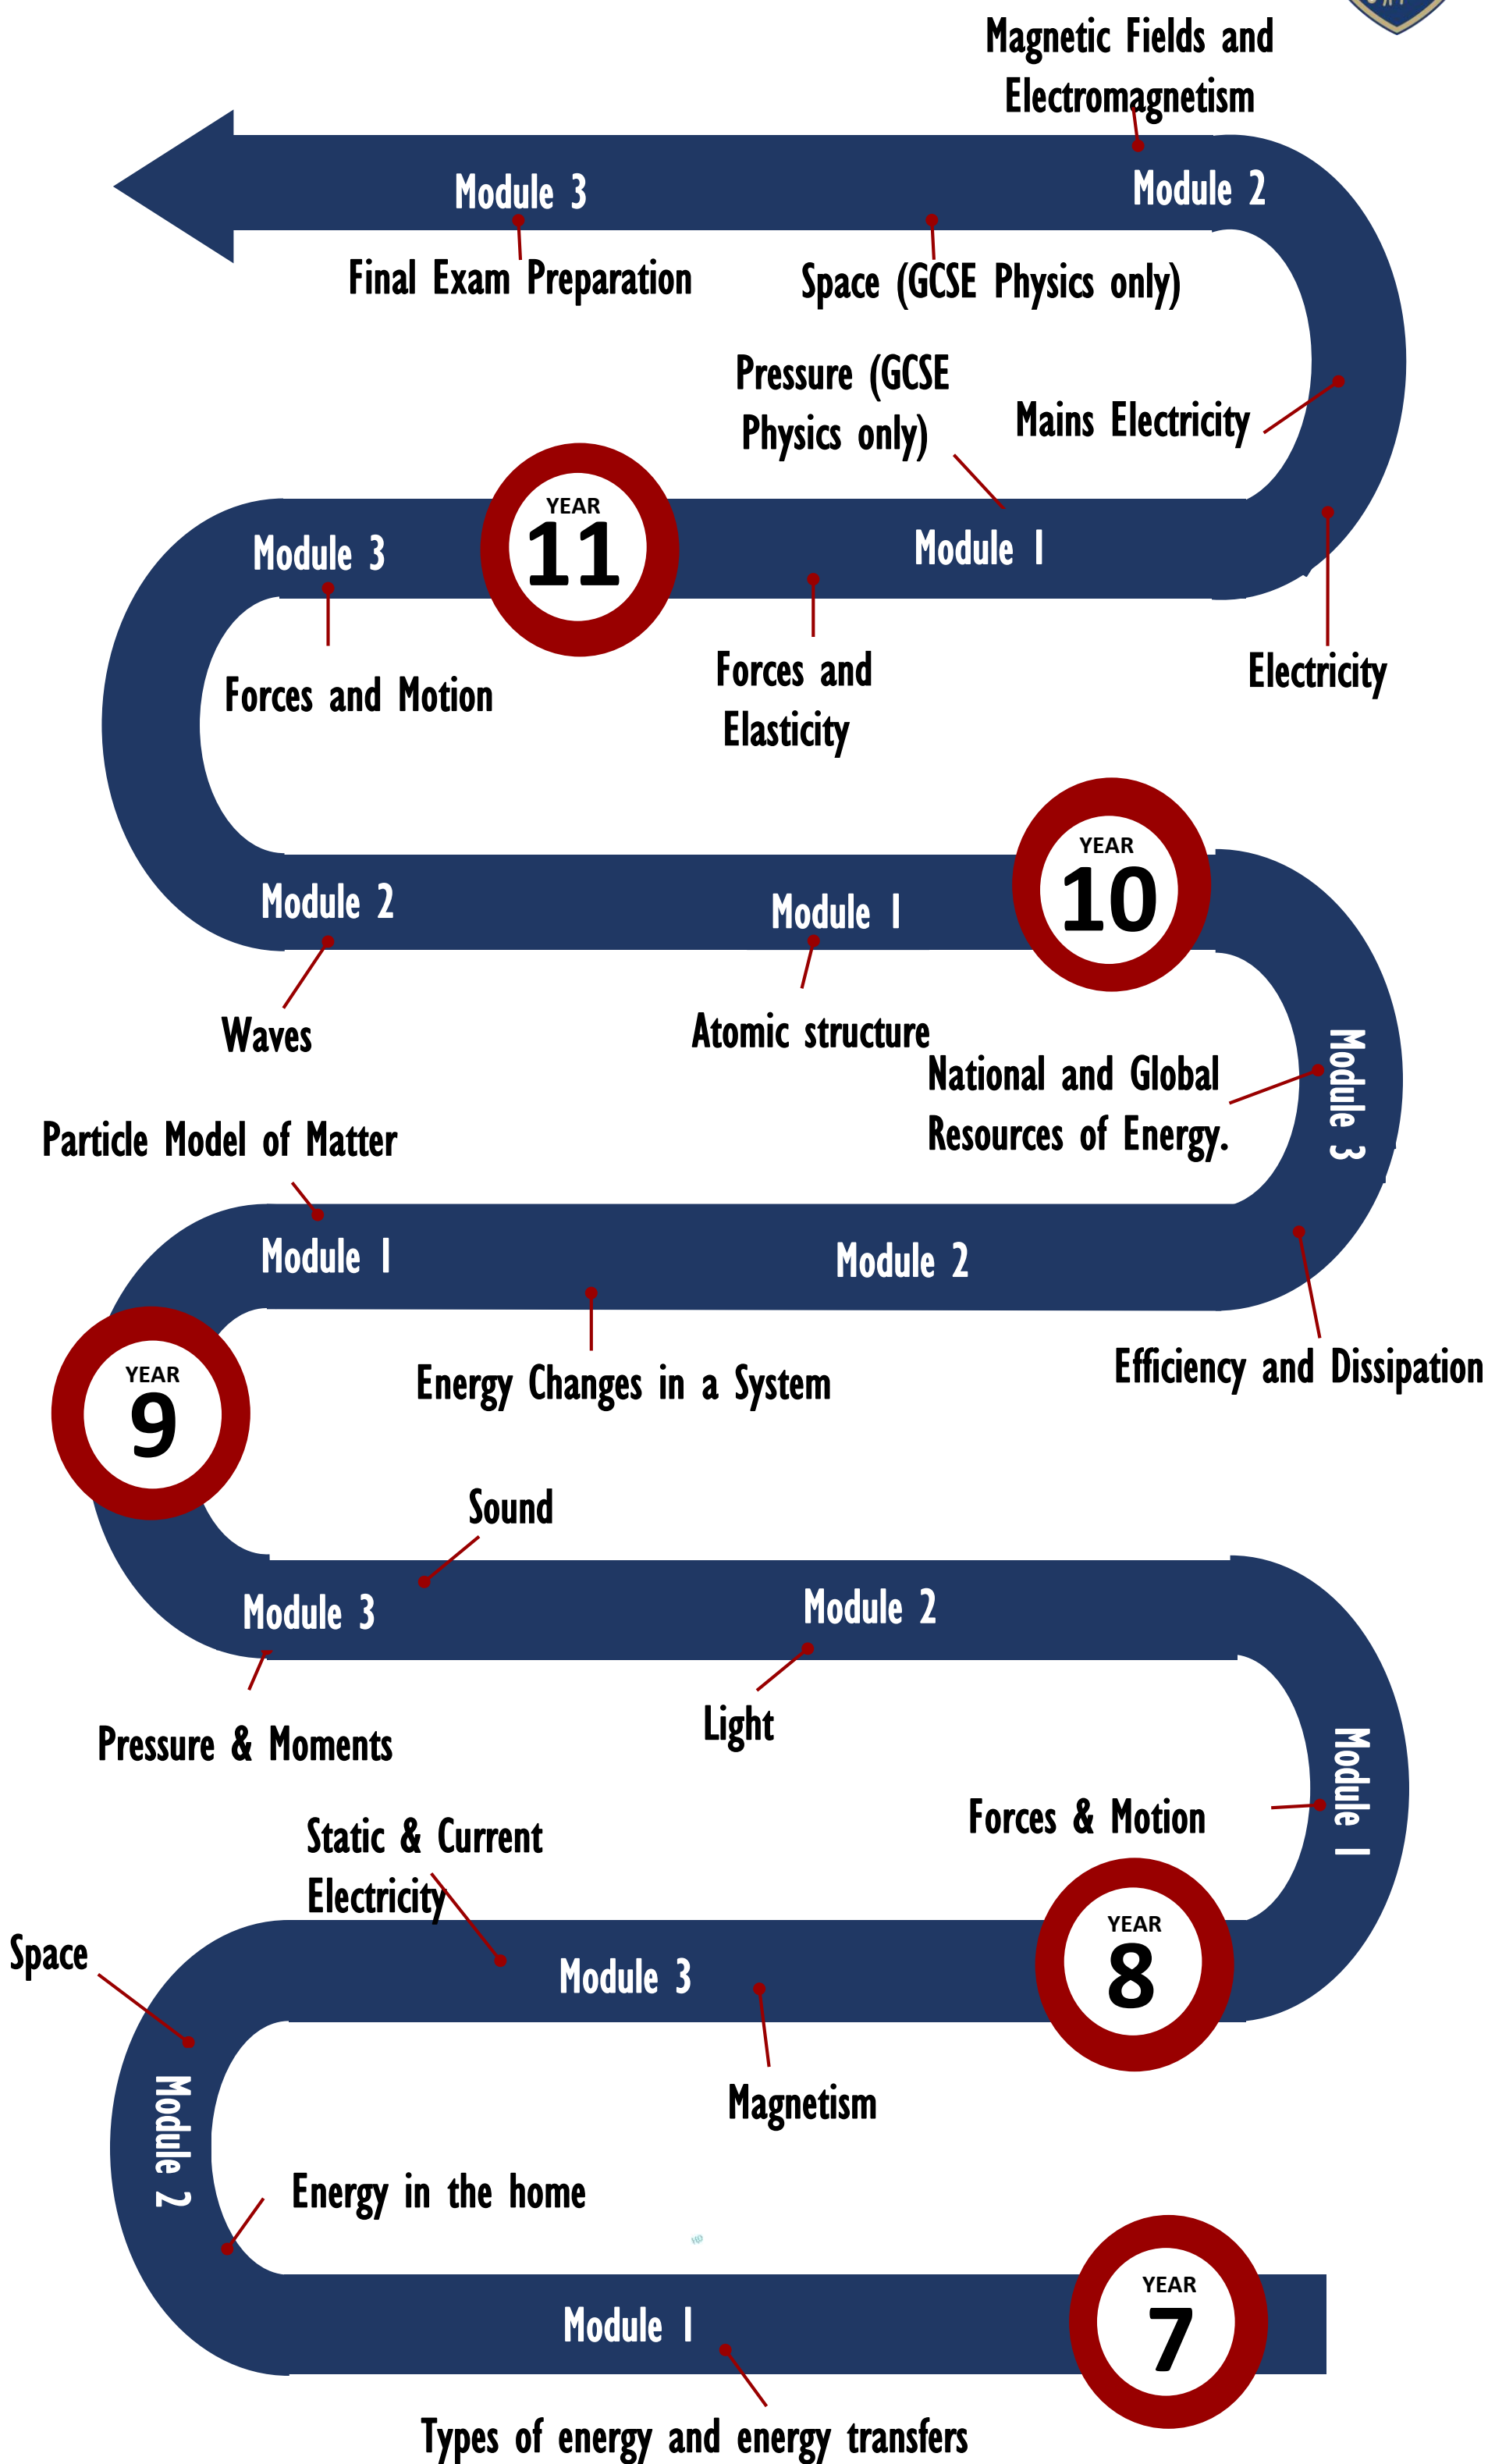 Magnetic Fields and
Electromagnetism
Module 3
Module 2
Final Exam Preparation
Space (GCSE Physics only)
Pressure (GCSE
Physics only)
Mains Electricity
YEAR
11
Module 3
Module 1
Forces and Motion
Forces and
Elasticity
Electricity
YEAR
10
Module 2
Module 1
Waves
Atomic structure
National and Global
Resources of Energy.
Module 3
Particle Model of Matter
Module 1
Module 2
Energy Changes in a System
Efficiency and Dissipation
YEAR
9
Sound
Module 3
Module 2
Pressure & Moments
Light
Module 1
Forces & Motion
Static & Current
Electricity
YEAR
8
Space
Module 3
Magnetism
Module 2
Energy in the home
HD
YEAR
7
Module 1
Types of energy and energy transfers